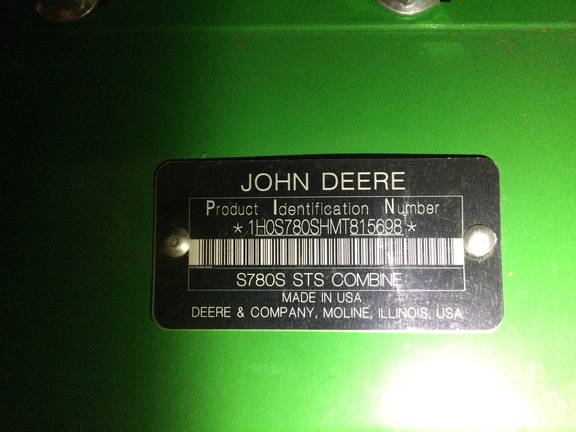 JOHN DEERE
Product Identification Number
*1H0S780SHMT815698*
S780S STS COMBINE
MADE IN USA
DEERE & COMPANY, MOLINE, ILLINOIS, USA